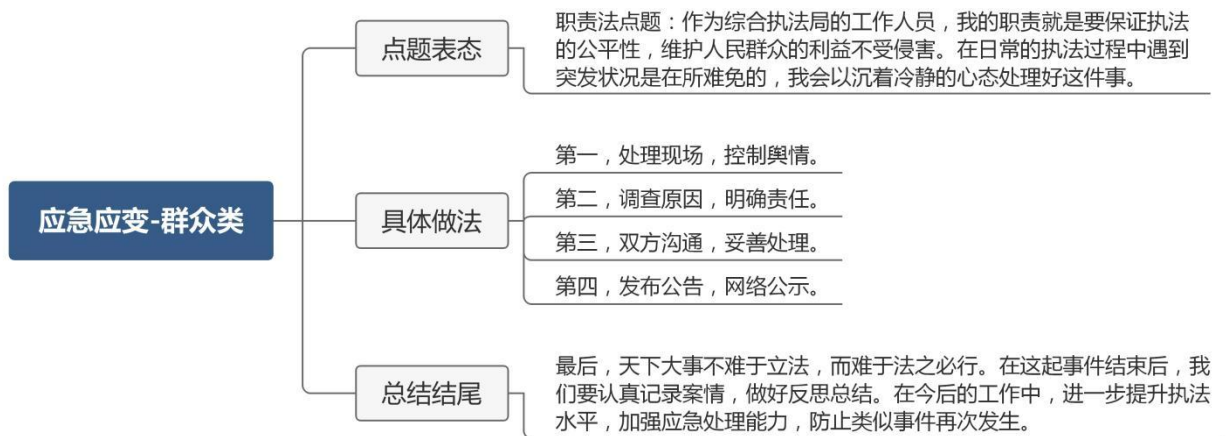 应急应变-群众类
点题表态
职责法点题：作为综合执法局的工作人员，我的职责就是要保证执法
的公平性，维护人民群众的利益不受侵害。在日常的执法过程中遇到
突发状况是在所难免的，我会以沉着冷静的心态处理好这件事。
具体做法
第一，处理现场，控制舆情。
第二，调查原因，明确责任。
第三，双方沟通，妥善处理。
第四，发布公告，网络公示。
总结结尾
最后，天下大事不难于立法，而难于法之必行。在这起事件结束后，我
们要认真记录案情，做好反思总结。在今后的工作中，进一步提升执法
水平，加强应急处理能力，防止类似事件再次发生。